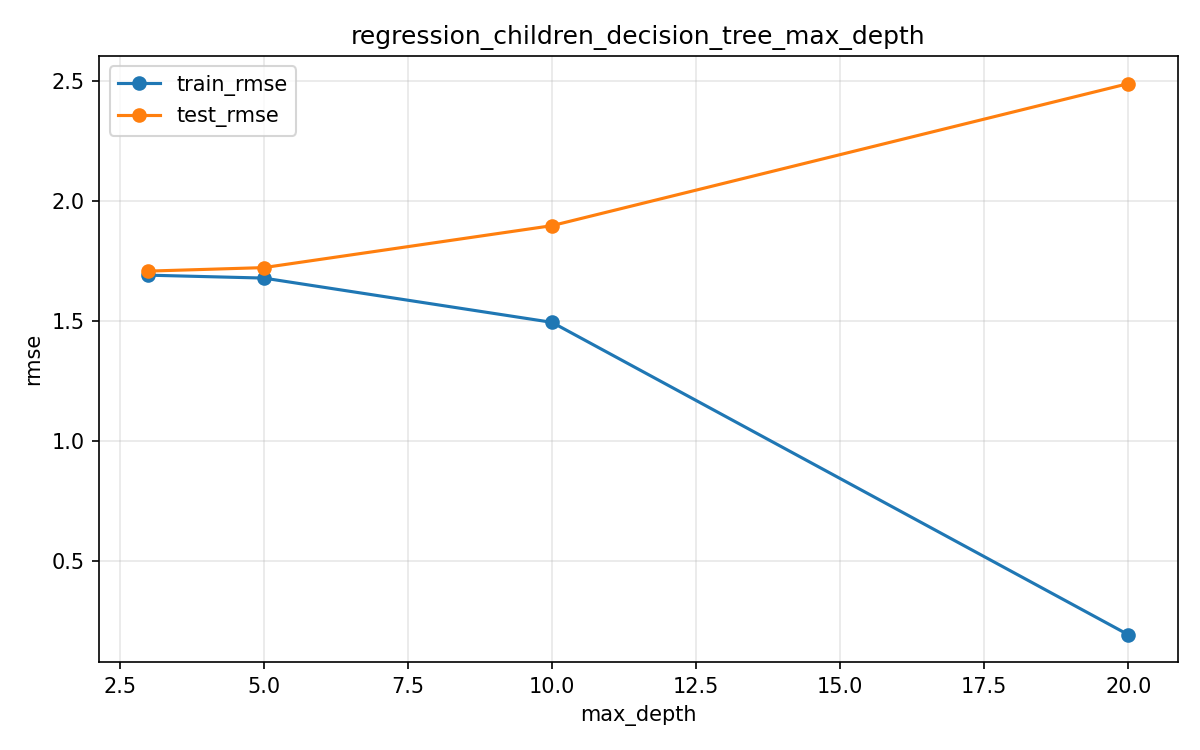 regression_children_decision_tree_max_depth
train_rmse
test_rmse
2.5
2.0
1.5
1.0
0.5
rmse
2.5 5.0 7.5 10.0 12.5 15.0 17.5 20.0
max_depth